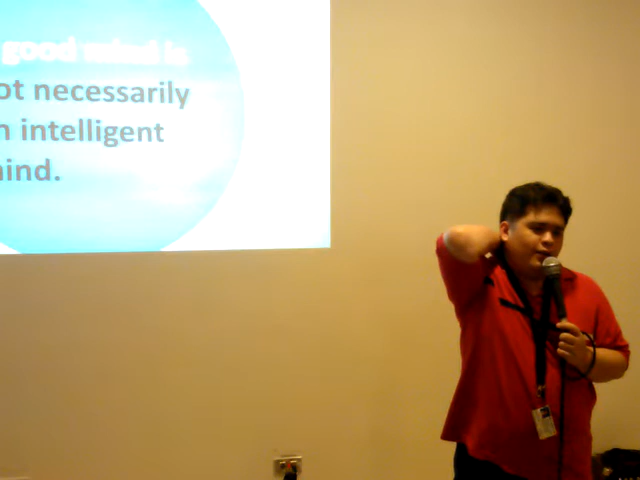 good mind is
ot necessarily
n intelligent
ind.